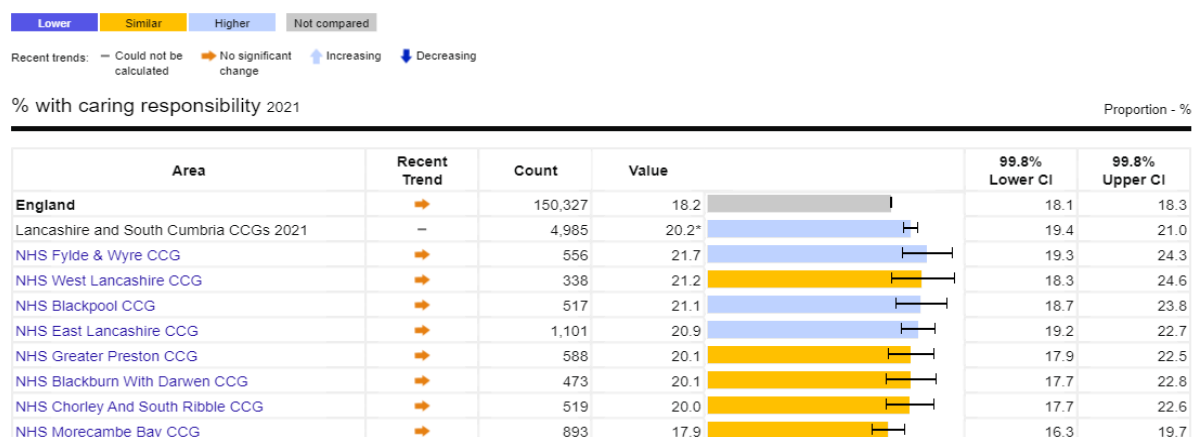 Lower Similar Higher Not compared
Recent trends: – Could not be calculated No significant change Increasing Decreasing
% with caring responsibility 2021 Proportion - %
Area Recent Trend Count Value 99.8% Lower CI 99.8% Upper CI
England 150,327 18.2 18.1 18.3
Lancashire and South Cumbria CCGs 2021 – 4,985 20.2* 19.4 21.0
NHS Fylde & Wyre CCG 556 21.7 19.3 24.3
NHS West Lancashire CCG 338 21.2 18.3 24.6
NHS Blackpool CCG 517 21.1 18.7 23.8
NHS East Lancashire CCG 1,101 20.9 19.2 22.7
NHS Greater Preston CCG 588 20.1 17.9 22.5
NHS Blackburn With Darwen CCG 473 20.1 17.7 22.8
NHS Chorley And South Ribble CCG 519 20.0 17.7 22.6
NHS Morecambe Bay CCG 893 17.9 16.3 19.7